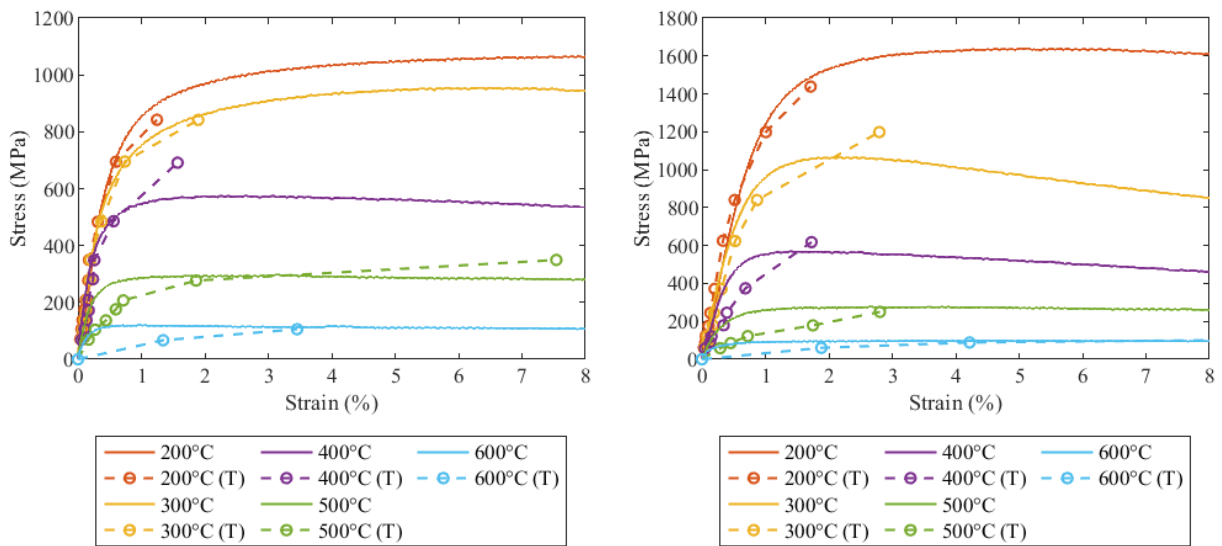 1200
1000
800
600
400
200
0
Stress (MPa)
0 1 2 3 4 5 6 7 8
Strain (%)
200°C 400°C 600°C
200°C (T) 400°C (T) 600°C (T)
300°C 500°C
300°C (T) 500°C (T)
1800
1600
1400
1200
1000
800
600
400
200
0
Stress (MPa)
0 1 2 3 4 5 6 7 8
Strain (%)
200°C 400°C 600°C
200°C (T) 400°C (T) 600°C (T)
300°C 500°C
300°C (T) 500°C (T)